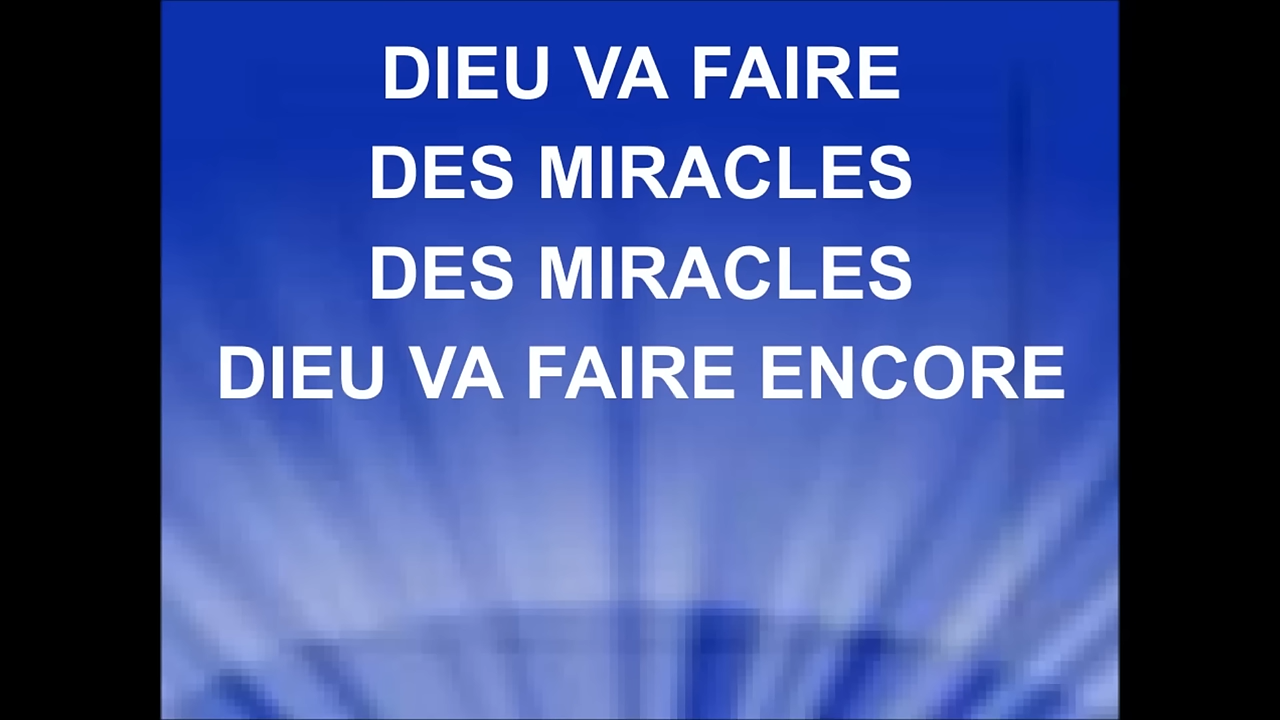 DIEU VA FAIRE
DES MIRACLES
DES MIRACLES
DIEU VA FAIRE ENCORE